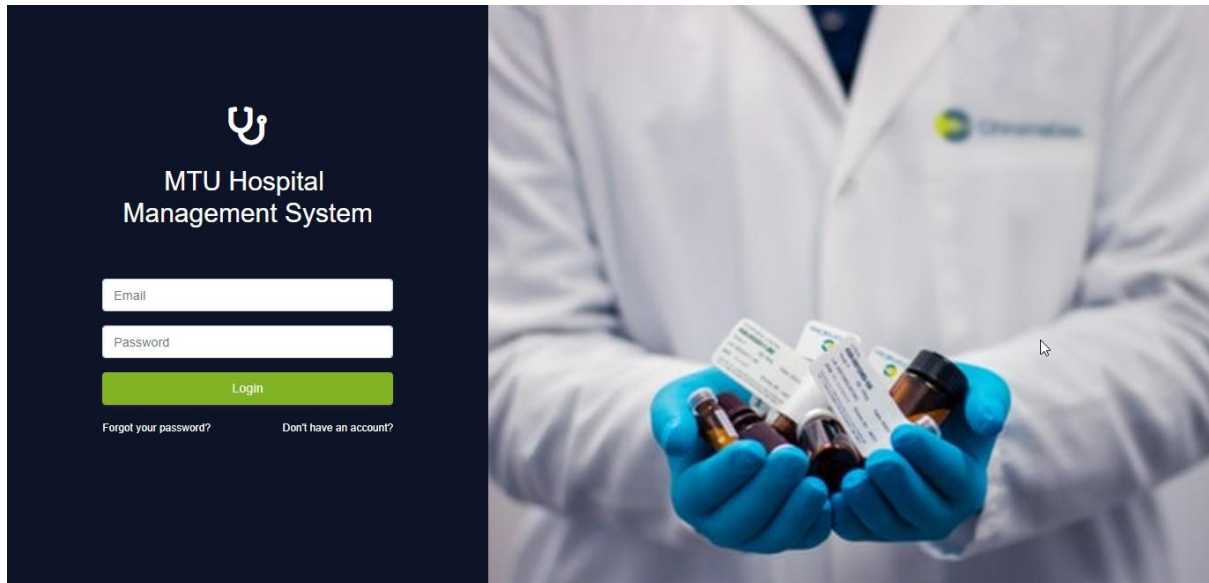 MTU Hospital
Management System
Email
Password
Login
Forgot your password?
Don't have an account?